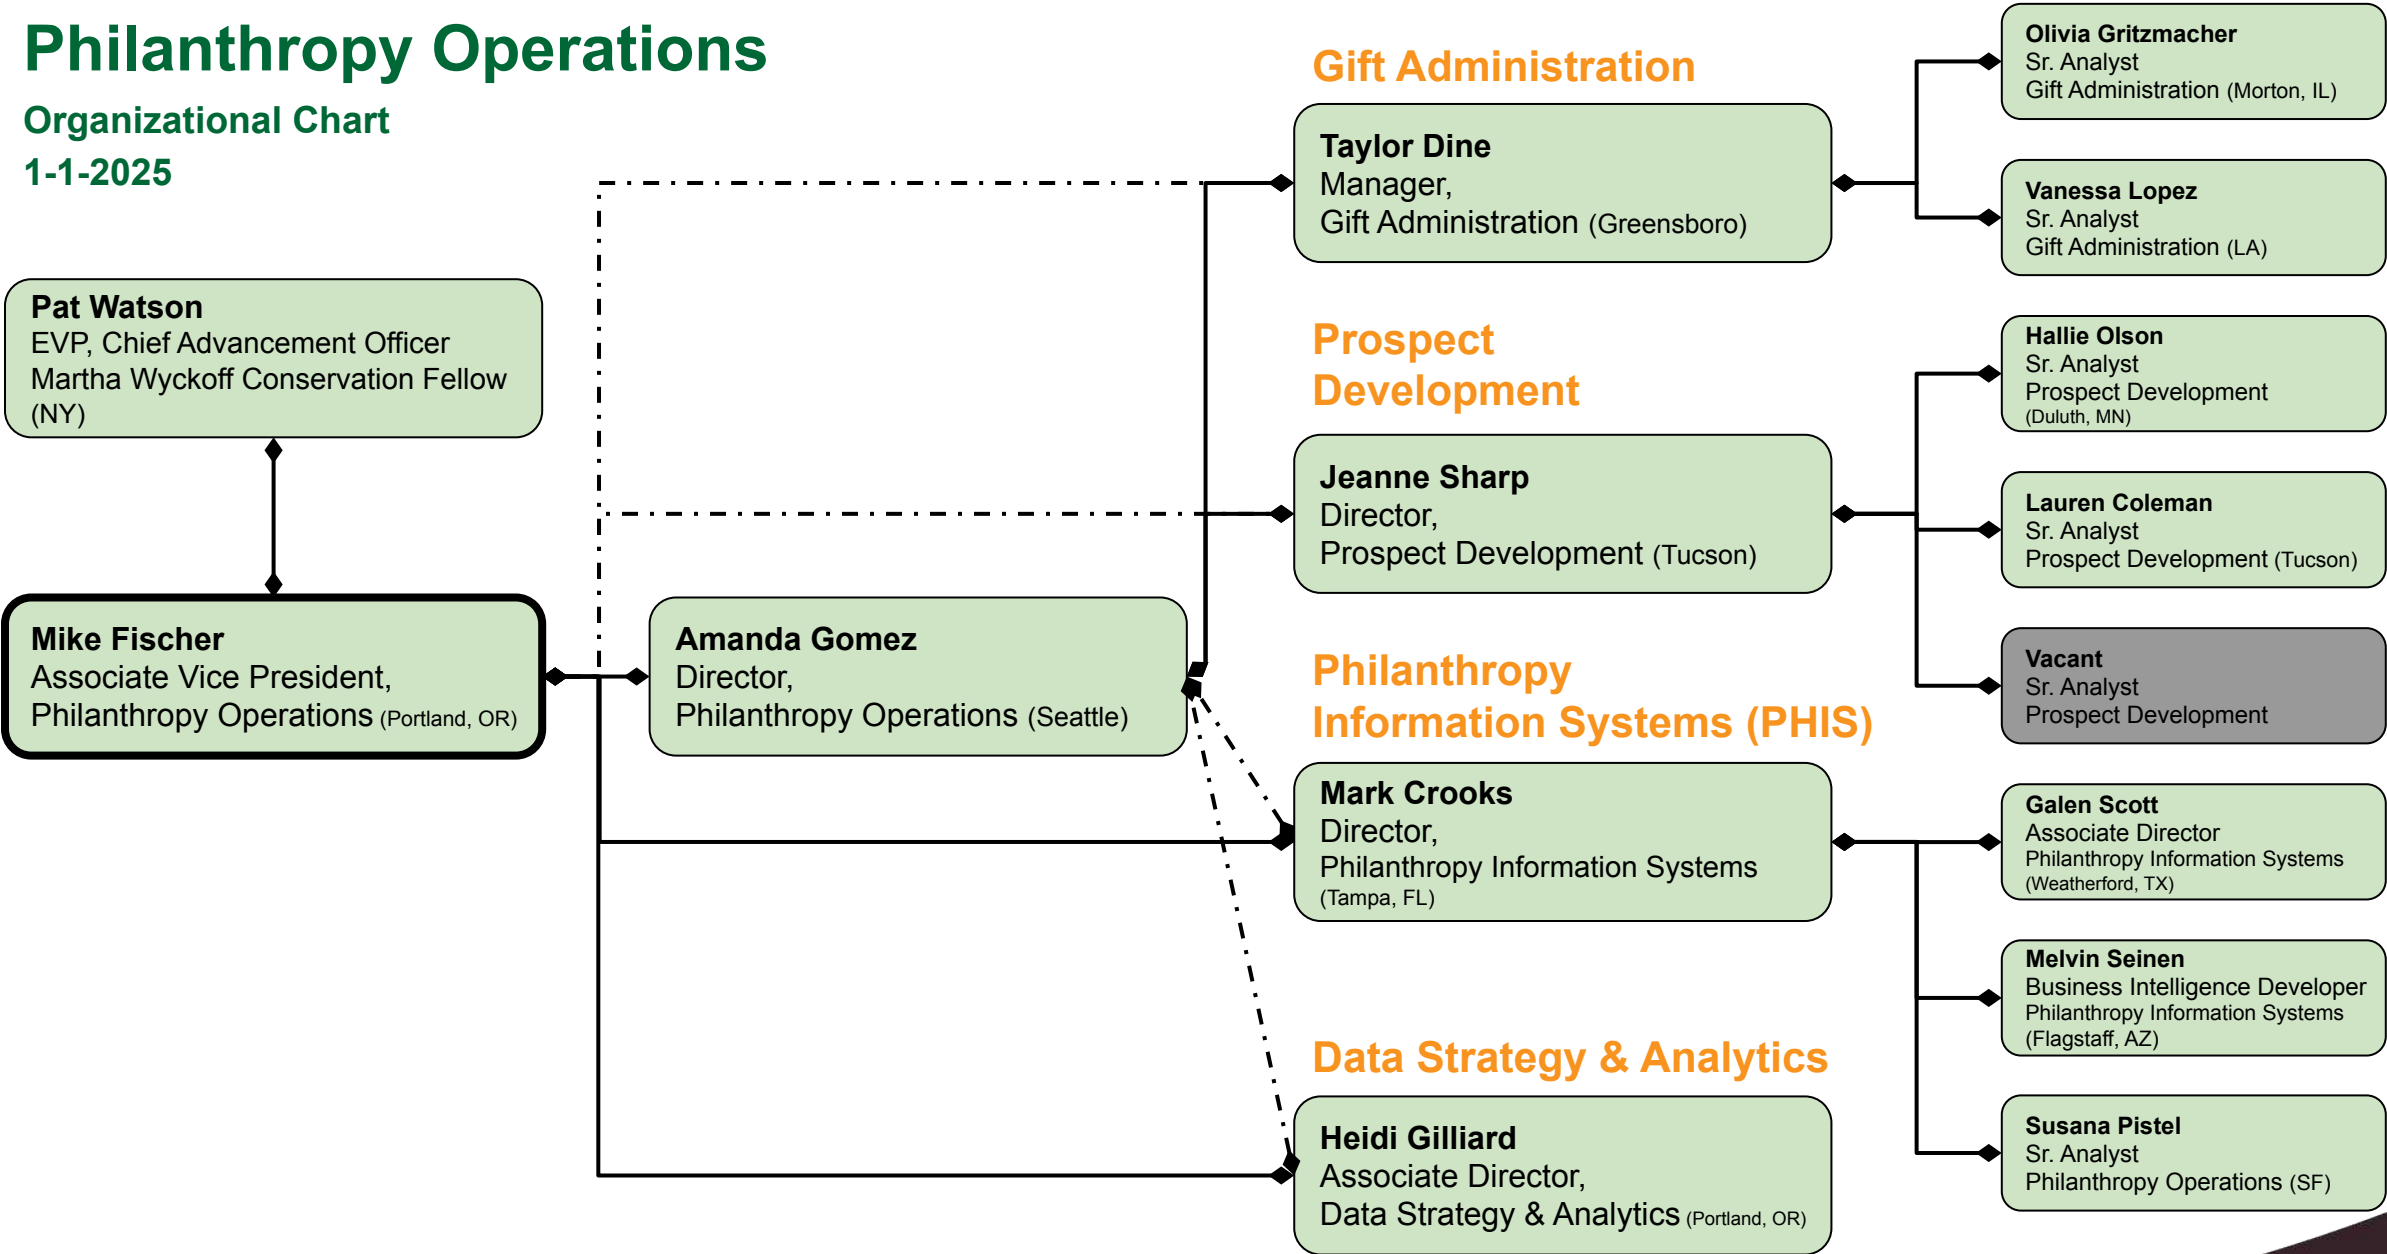 Philanthropy Operations
Organizational Chart
1-1-2025
Pat Watson
EVP, Chief Advancement Officer
Martha Wyckoff Conservation Fellow
(NY)
Mike Fischer
Associate Vice President,
Philanthropy Operations (Portland, OR)
Amanda Gomez
Director,
Philanthropy Operations (Seattle)
Gift Administration
Taylor Dine
Manager,
Gift Administration (Greensboro)
Olivia Gritzmacher
Sr. Analyst
Gift Administration (Morton, IL)
Vanessa Lopez
Sr. Analyst
Gift Administration (LA)
Prospect
Development
Jeanne Sharp
Director,
Prospect Development (Tucson)
Hallie Olson
Sr. Analyst
Prospect Development
(Duluth, MN)
Lauren Coleman
Sr. Analyst
Prospect Development (Tucson)
Vacant
Sr. Analyst
Prospect Development
Philanthropy
Information Systems (PHIS)
Mark Crooks
Director,
Philanthropy Information Systems
(Tampa, FL)
Galen Scott
Associate Director
Philanthropy Information Systems
(Weatherford, TX)
Melvin Seinen
Business Intelligence Developer
Philanthropy Information Systems
(Flagstaff, AZ)
Susana Pistel
Sr. Analyst
Philanthropy Operations (SF)
Data Strategy & Analytics
Heidi Gilliard
Associate Director,
Data Strategy & Analytics (Portland, OR)